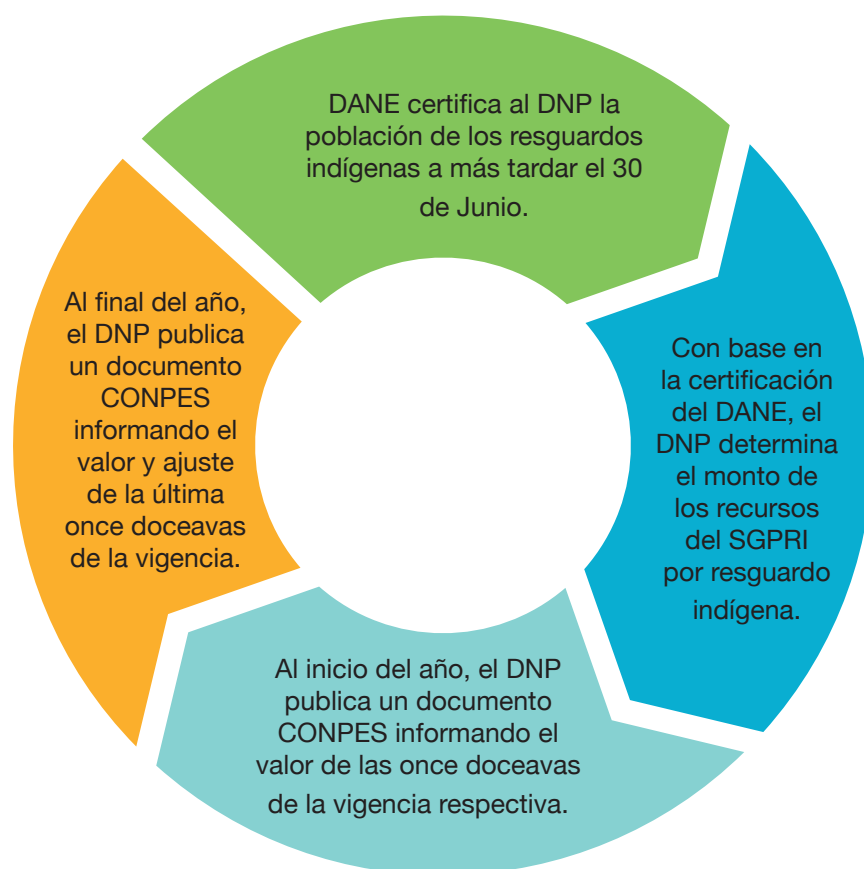 DANE certifica al DNP la
población de los resguardos
indígenas a más tardar el 30
de Junio.
Con base en
la certificación
del DANE, el
DNP determina
el monto de
los recursos
del SGPRI
por resguardo
indígena.
Al inicio del año, el DNP
publica un documento
CONPES informando el
valor de las once doceavas
de la vigencia respectiva.
Al final del año,
el DNP publica
un documento
CONPES
informando el
valor y ajuste
de la última
once doceavas
de la vigencia.